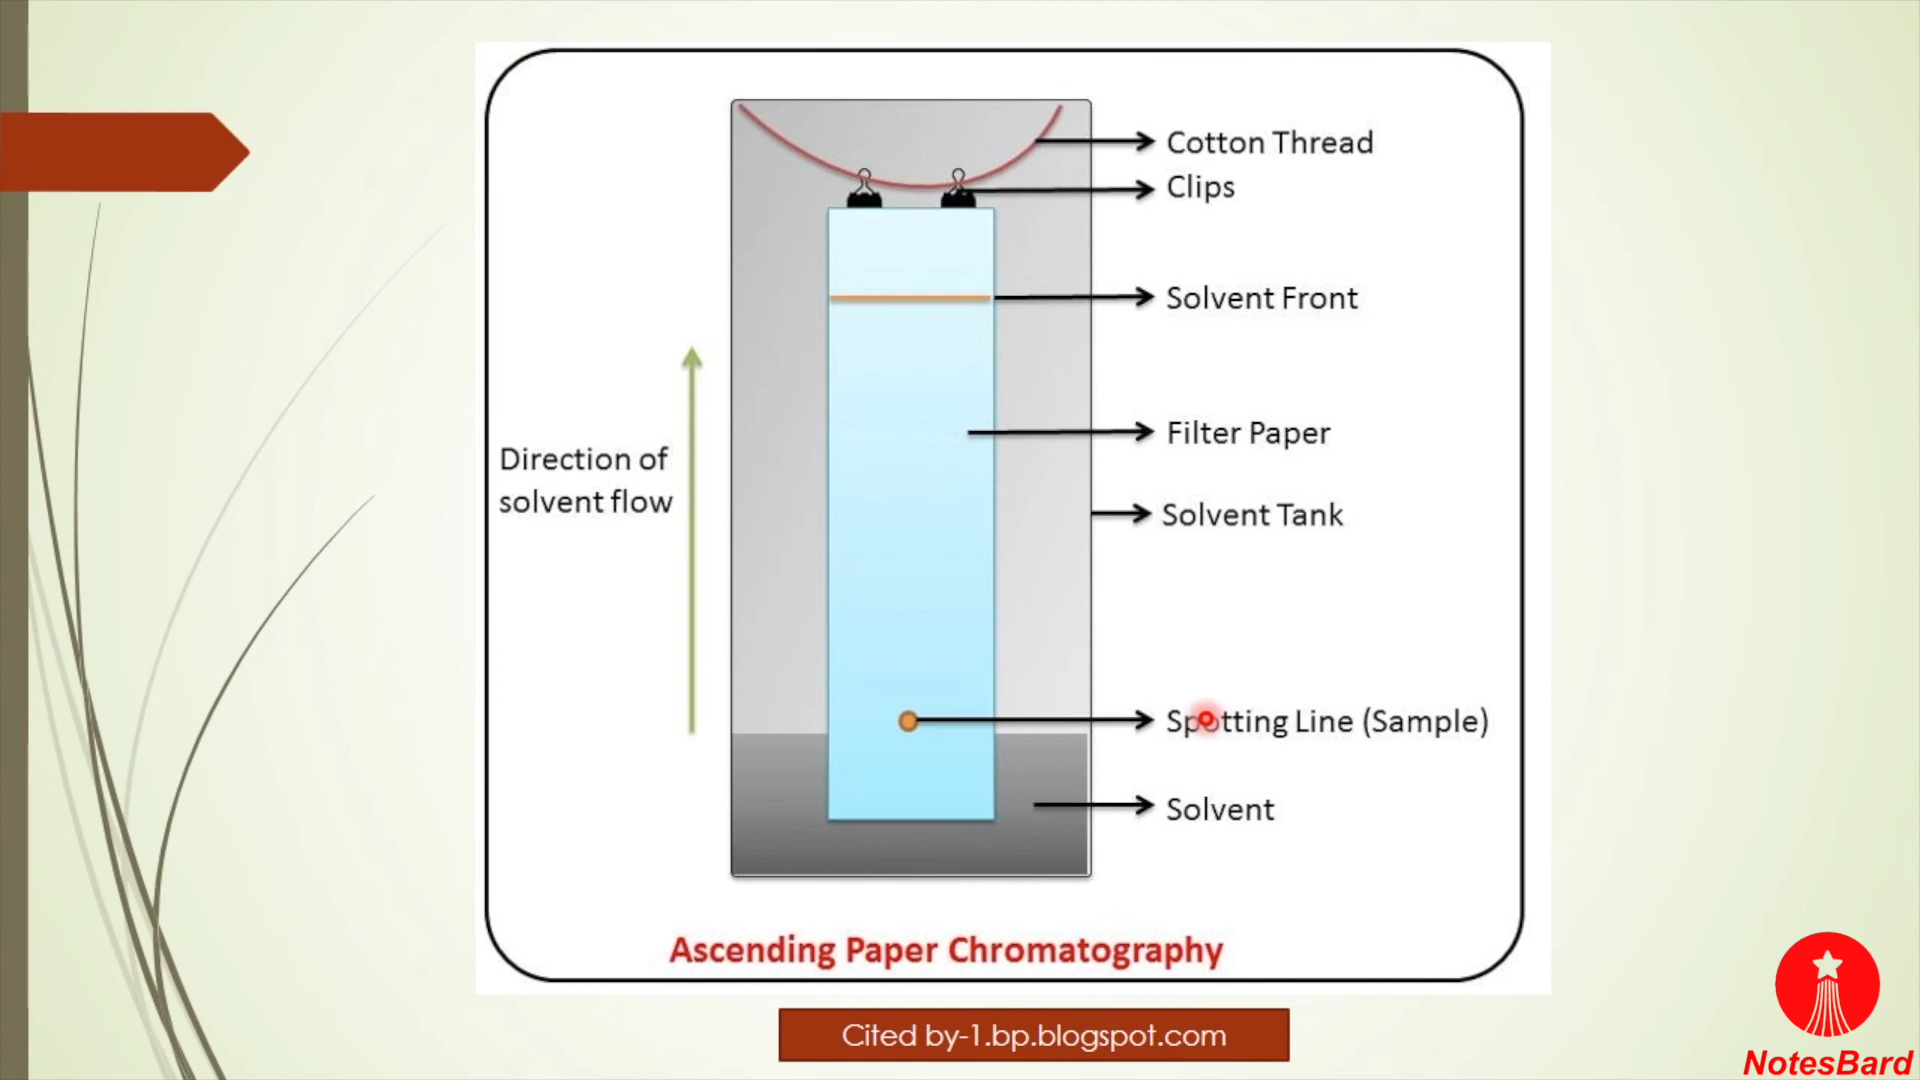 Cotton Thread
Clips
Solvent Front
Filter Paper
Direction of
solvent flow
Solvent Tank
Spotting Line (Sample)
Solvent
Ascending Paper Chromatography
Cited by-1.bp.blogspot.com
NotesBard